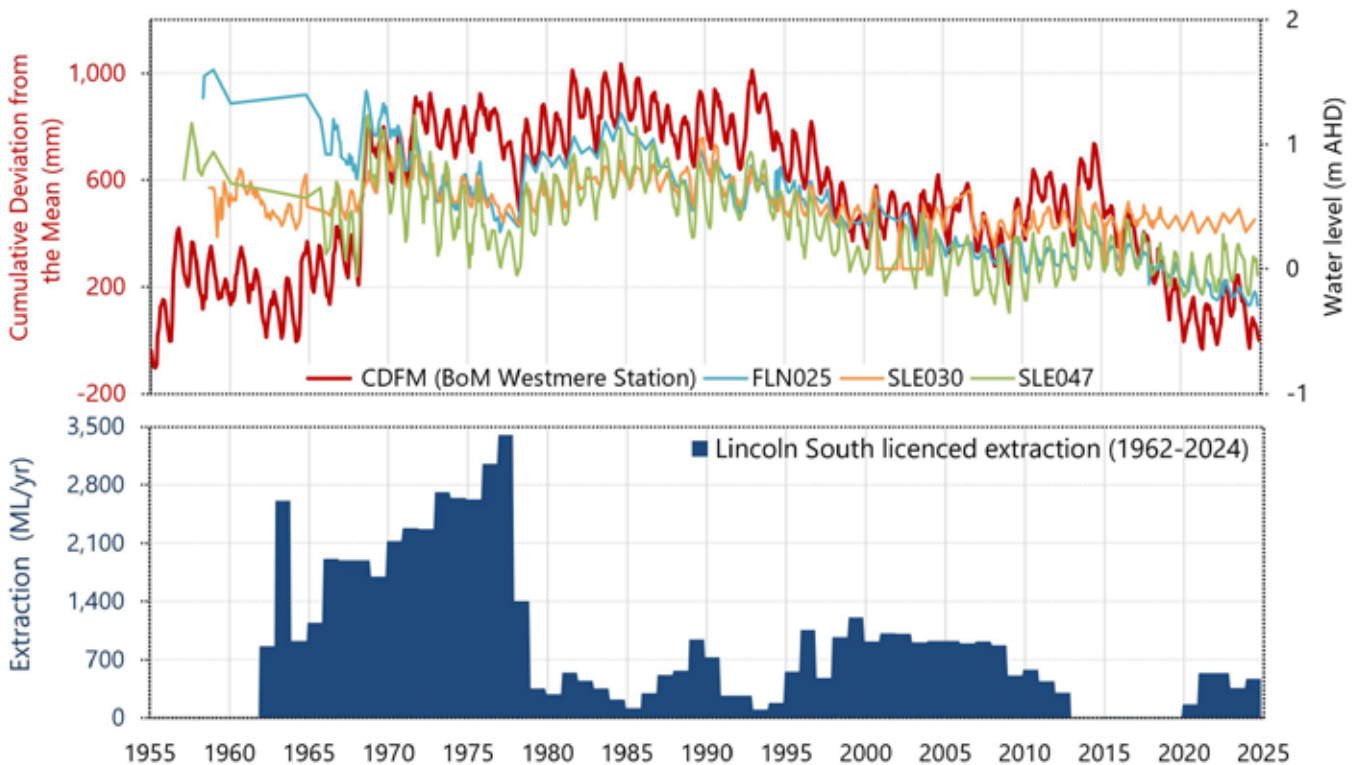 Cumulative Deviation from
the Mean (mm)
1,000
600
200
-200
2
1
0
-1
Water level (m AHD)
CDFM (BoM Westmere Station) FLN025 SLE030 SLE047
Extraction (ML/yr)
3,500
2,800
2,100
1,400
700
0
Lincoln South licenced extraction (1962-2024)
1955 1960 1965 1970 1975 1980 1985 1990 1995 2000 2005 2010 2015 2020 2025